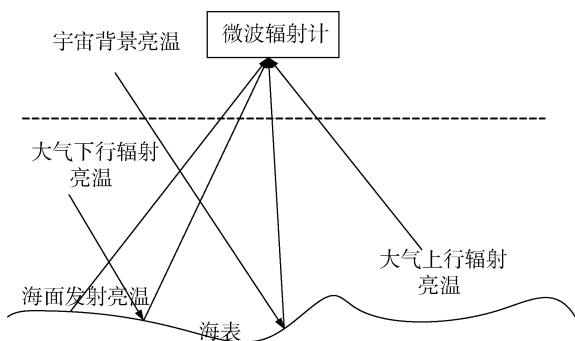 微波辐射计
宇宙背景亮温
大气下行辐射
亮温
大气上行辐射
亮温
海面发射亮温
海表